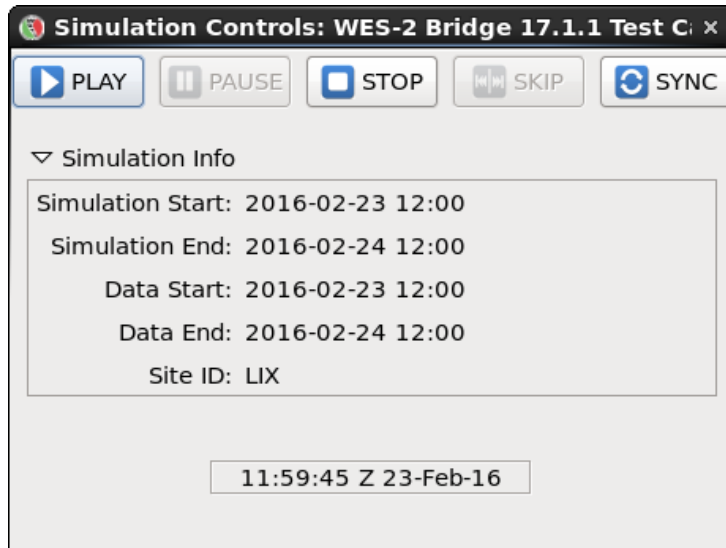 Simulation Controls: WES-2 Bridge 17.1.1 Test
PLAY PAUSE STOP SKIP SYNC
Simulation Info
Simulation Start: 2016-02-23 12:00
Simulation End: 2016-02-24 12:00
Data Start: 2016-02-23 12:00
Data End: 2016-02-24 12:00
Site ID: LIX
11:59:45 Z 23-Feb-16